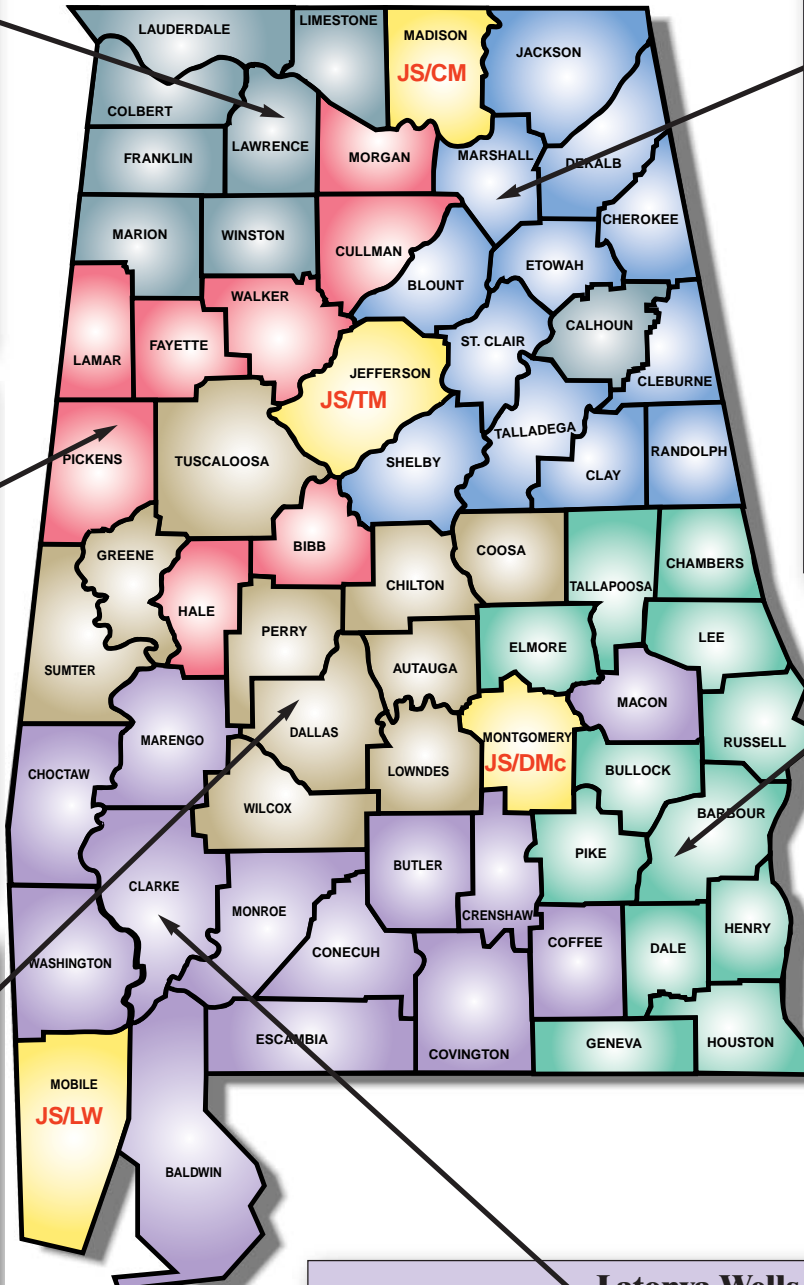 LAUDERDALE
LIMESTONE
MADISON
JS/CM
JACKSON
COLBERT
LAWRENCE
FRANKLIN
MORGAN
MARSHALL
DEKALB
CHEROKEE
MARION
WINSTON
CULLMAN
BLOUNT
ETOWAH
WALKER
CALHOUN
ST. CLAIR
LAMAR
FAYETTE
JEFFERSON
JS/TM
CLEBURNE
PICKENS
TUSCALOOSA
SHELBY
TALLADEGA
CLAY
RANDOLPH
GREENE
BIBB
COOSA
CHILTON
TALLAPOOSA
CHAMBERS
HALE
PERRY
ELMORE
LEE
SUMTER
AUTAUGA
MACON
MARENGO
DALLAS
MONTGOMERY
JS/DMc
RUSSELL
CHOCTAW
LOWNDES
BULLOCK
WILCOX
BARBOUR
BUTLER
PIKE
CLARKE
MONROE
CRENSHAW
HENRY
CONECUH
COFFEE
DALE
WASHINGTON
ESCAMBIA
COVINGTON
GENEVA
HOUSTON
MOBILE
JS/LW
BALDWIN
Latonya Wells